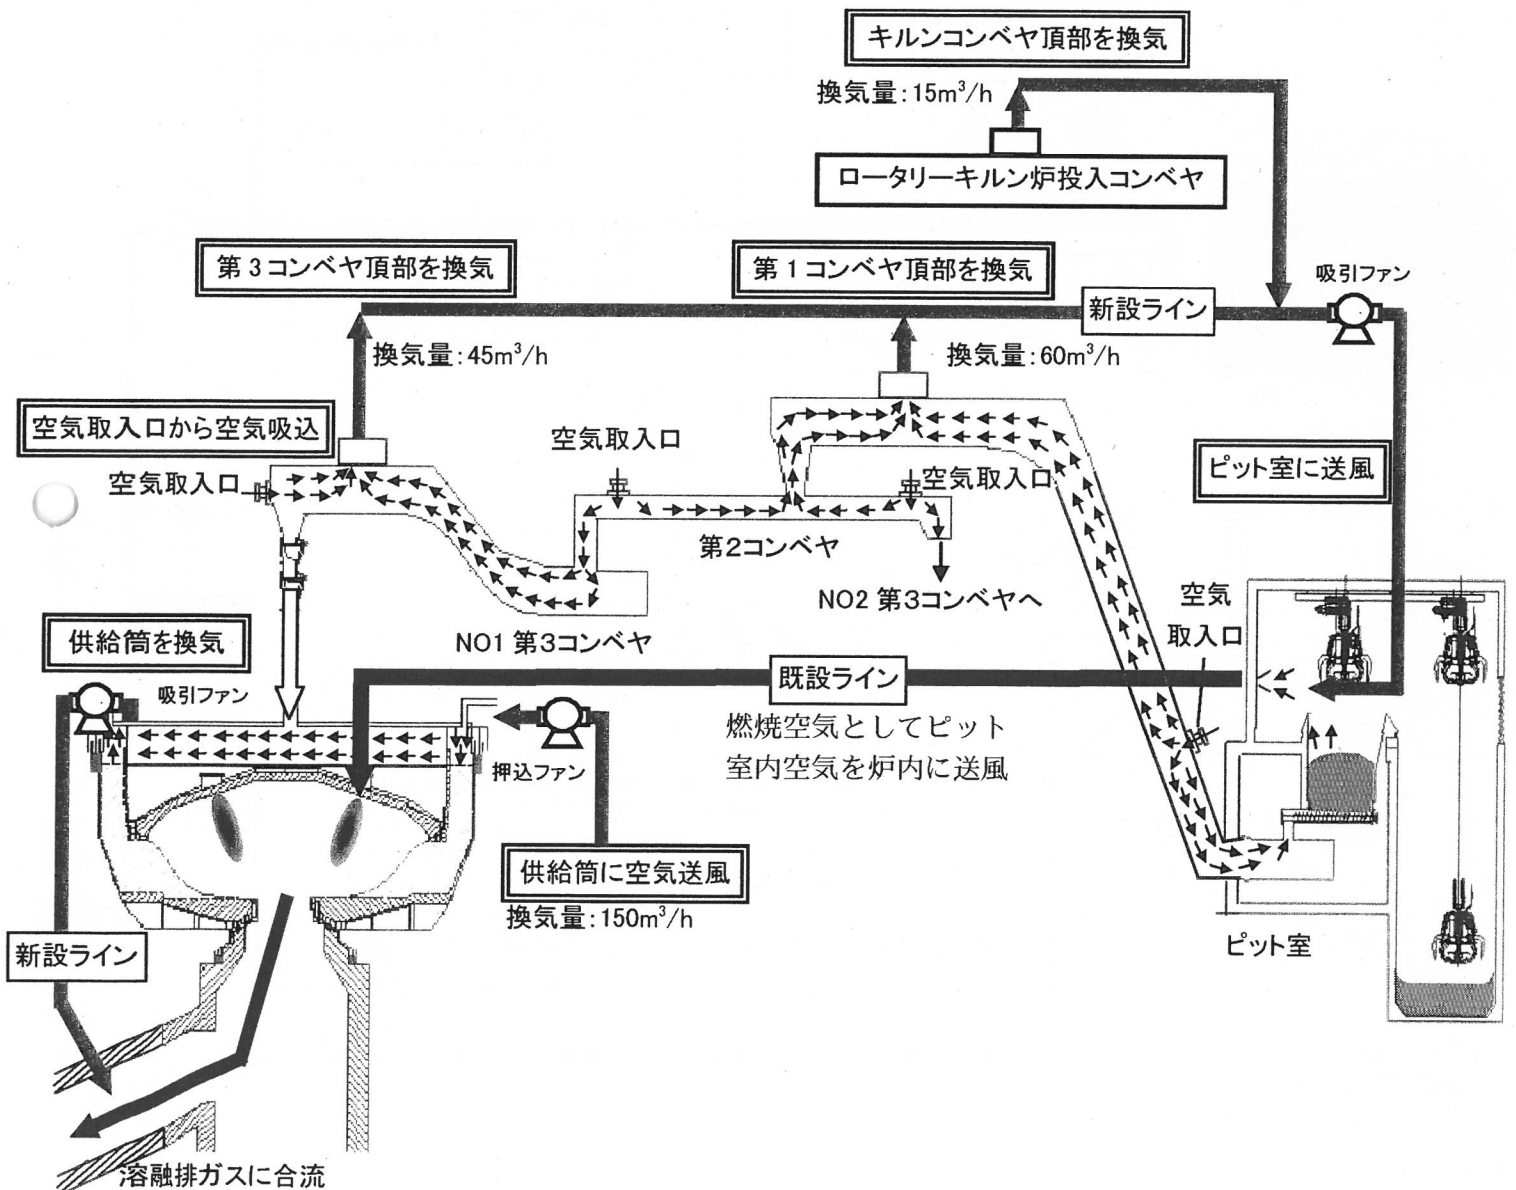 キルンコンベヤ頂部を換気
換気量:15m³/h
ロータリーキルン炉投入コンベヤ
第3コンベヤ頂部を換気
第1コンベヤ頂部を換気
吸引ファン
新設ライン
換気量:45m³/h
換気量:60m³/h
空気取入口から空気吸込
空気取入口
空気取入口
空気取入口
ピット室に送風
第2コンベヤ
NO2 第3コンベヤへ
空気
取入口
供給筒を換気
NO1 第3コンベヤ
吸引ファン
既設ライン
燃焼空気としてピット
室内空気を炉内に送風
押込ファン
供給筒に空気送風
換気量:150m³/h
新設ライン
ピット室
溶融排ガスに合流